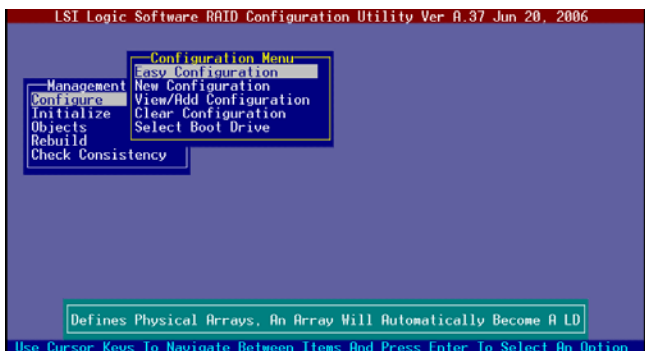 LSI Logic Software RAID Configuration Utility Ver A.37 Jun 20, 2006
Configuration Menu
Easy Configuration
New Configuration
View/Add Configuration
Clear Configuration
Select Boot Drive
Management
Configure
Initialize
Objects
Rebuild
Check Consistency
Defines Physical Arrays, An Array Will Automatically Become A LD
Use Cursor Keys To Navigate Between Items And Press Enter To Select An Option